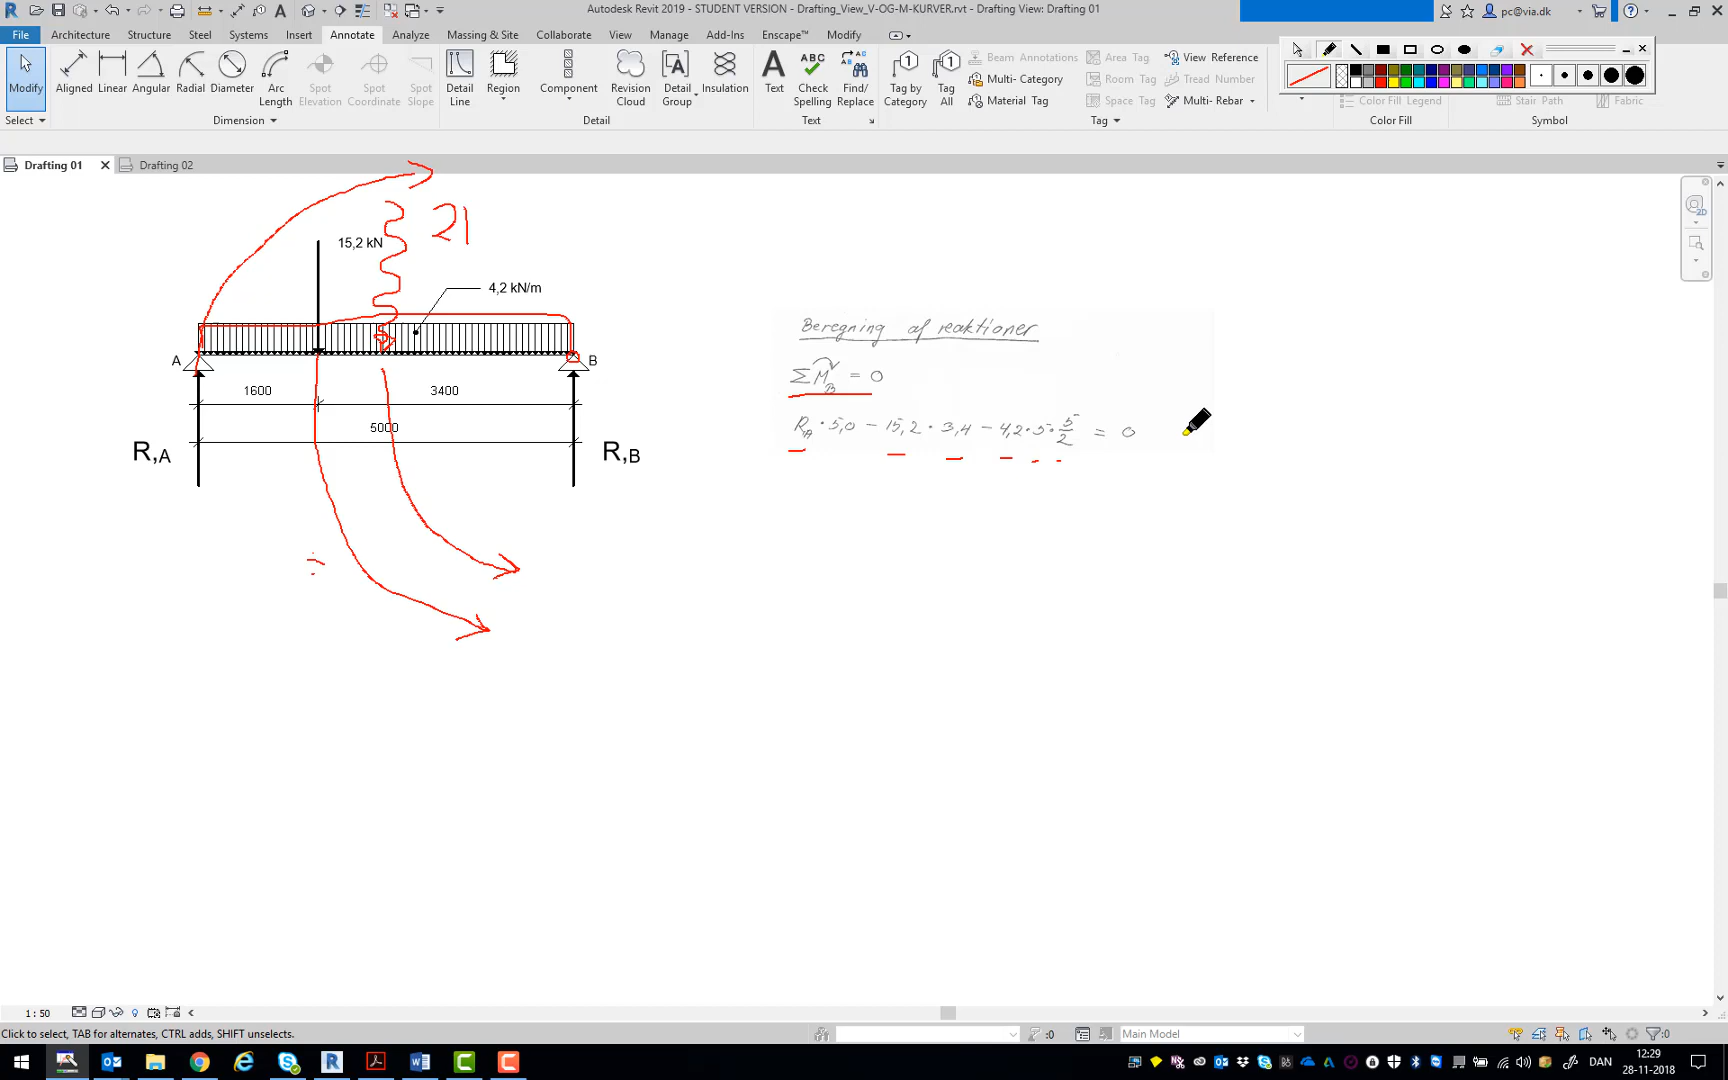 Autodesk Revit 2019 - STUDENT VERSION - Drafting_View_V-OG-M-KURVER.rvt - Drafting View: Drafting 01
pc@via.dk
File Architecture Structure Steel Systems Insert Annotate Analyze Massing & Site Collaborate View Manage Add-Ins Enscape™ Modify
Modify
Aligned Linear Angular Radial Diameter Arc Length Spot Elevation Spot Coordinate Spot Slope
Detail Line Region Component Revision Cloud Detail Group Insulation
Text Check Spelling Find/ Replace
Tag by Category Tag All Multi- Category Material Tag
Beam Annotations Area Tag View Reference
Room Tag Tread Number
Space Tag Multi- Rebar
Color Fill Legend Stair Path Fabric
Select Dimension Detail Text Tag Color Fill Symbol
Drafting 01 Drafting 02
21
15,2 kN
4,2 kN/m
A B
1600 3400
5000
R,A R,B
÷
Beregning af reaktioner
ΣM_B = 0
R_A · 5,0 − 15,2 · 3,4 − 4,2 · 5 · 5/2 = 0
2D
1 : 50
Click to select, TAB for alternates, CTRL adds, SHIFT unselects.
:0
Main Model
:0
DAN
12:29
28-11-2018